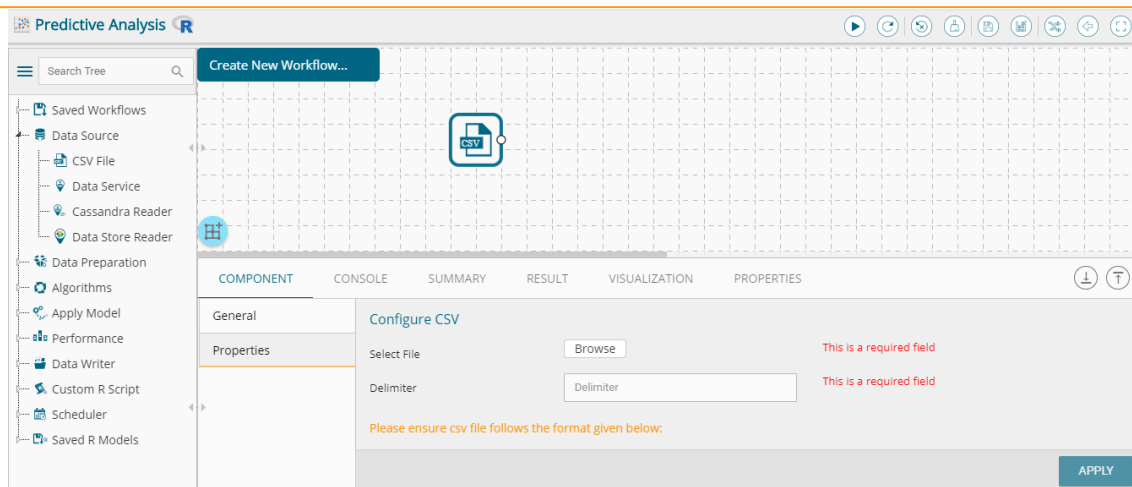 Predictive Analysis R
Search Tree
Create New Workflow...
Saved Workflows
Data Source
CSV File
Data Service
Cassandra Reader
Data Store Reader
Data Preparation
Algorithms
Apply Model
Performance
Data Writer
Custom R Script
Scheduler
Saved R Models
CSV
COMPONENT CONSOLE SUMMARY RESULT VISUALIZATION PROPERTIES
General
Properties
Configure CSV
Select File Browse This is a required field
Delimiter Delimiter This is a required field
Please ensure csv file follows the format given below:
APPLY